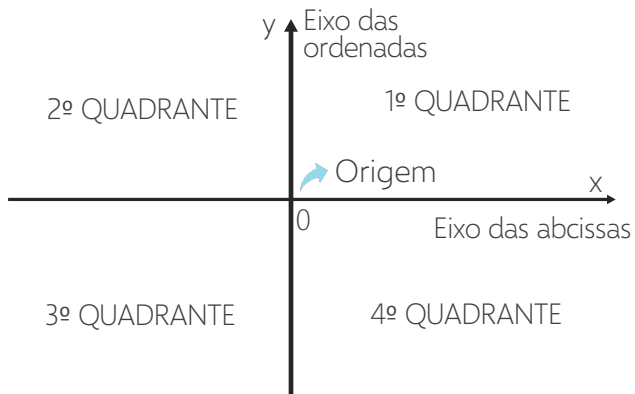 y Eixo das
ordenadas
2º QUADRANTE
1º QUADRANTE
Origem
x
0
Eixo das abcissas
3º QUADRANTE
4º QUADRANTE